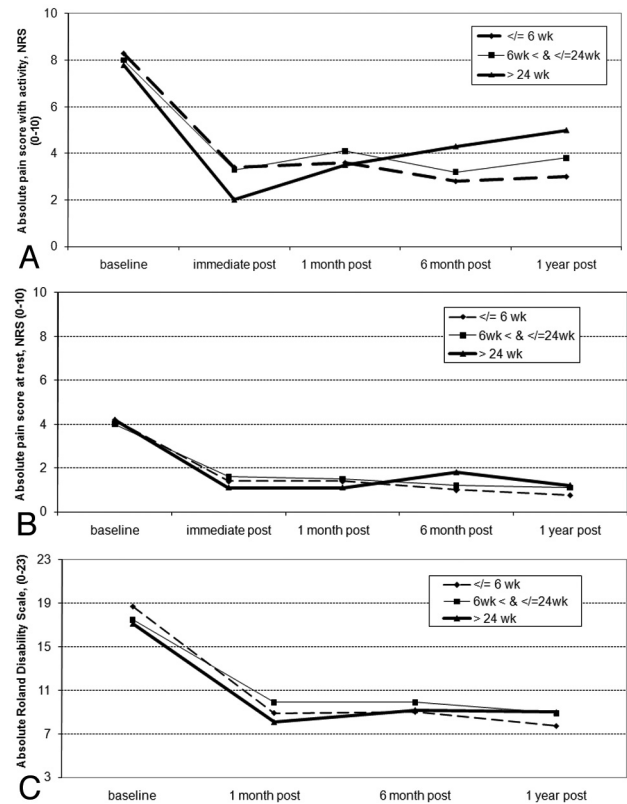 Absolute pain score with activity, NRS
(0-10)
10
8
6
4
2
0
</= 6 wk
6wk < & </=24wk
> 24 wk
baseline
immediate post
1 month post
6 month post
1 year post
A
Absolute pain score at rest, NRS (0-10)
10
8
6
4
2
0
</= 6 wk
6wk < & </=24wk
> 24 wk
baseline
immediate post
1 month post
6 month post
1 year post
B
Absolute Roland Disability Scale, (0-23)
23
19
15
11
7
3
</= 6 wk
6wk < & </=24wk
> 24 wk
baseline
1 month post
6 month post
1 year post
C